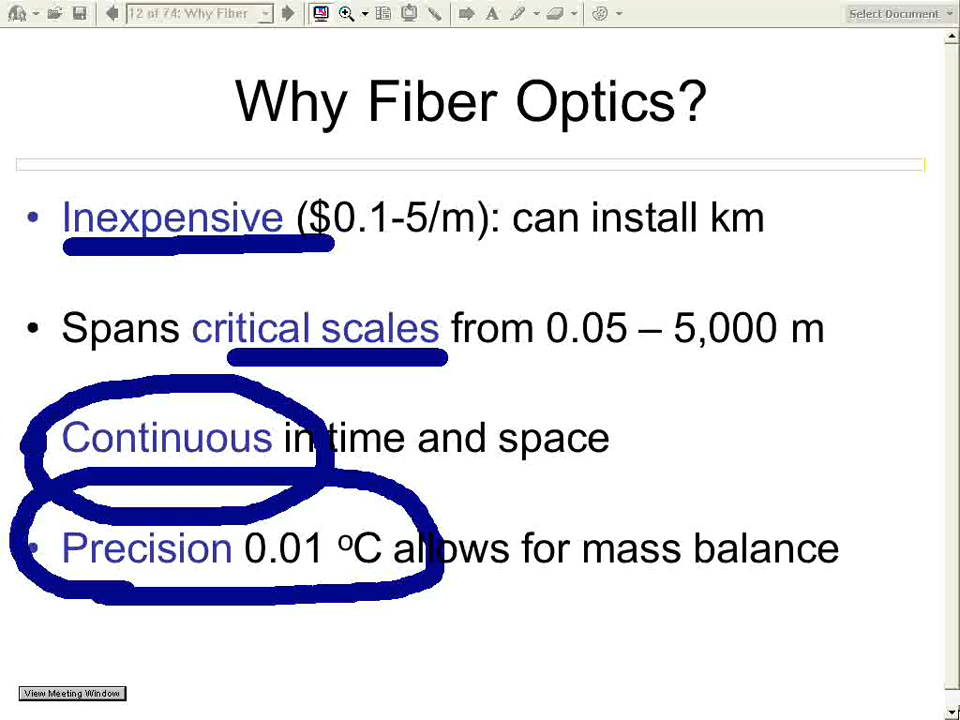 12 of 74: Why Fiber
Select Document
Why Fiber Optics?
• Inexpensive ($0.1-5/m): can install km
• Spans critical scales from 0.05 – 5,000 m
Continuous in time and space
• Precision 0.01 ºC allows for mass balance
View Meeting Window